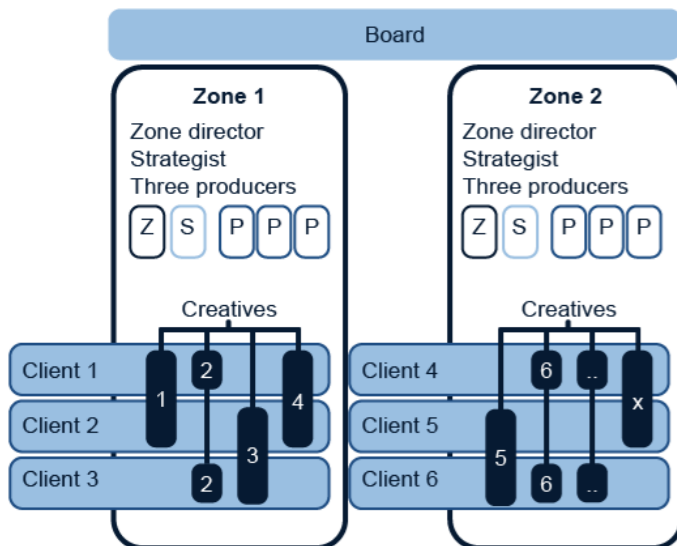 Board
Zone 1
Zone director
Strategist
Three producers
Z S P P P
Creatives
Zone 2
Zone director
Strategist
Three producers
Z S P P P
Creatives
Client 1
Client 2
Client 3
1
2
2
3
4
Client 4
Client 5
Client 6
5
6
6
..
..
x